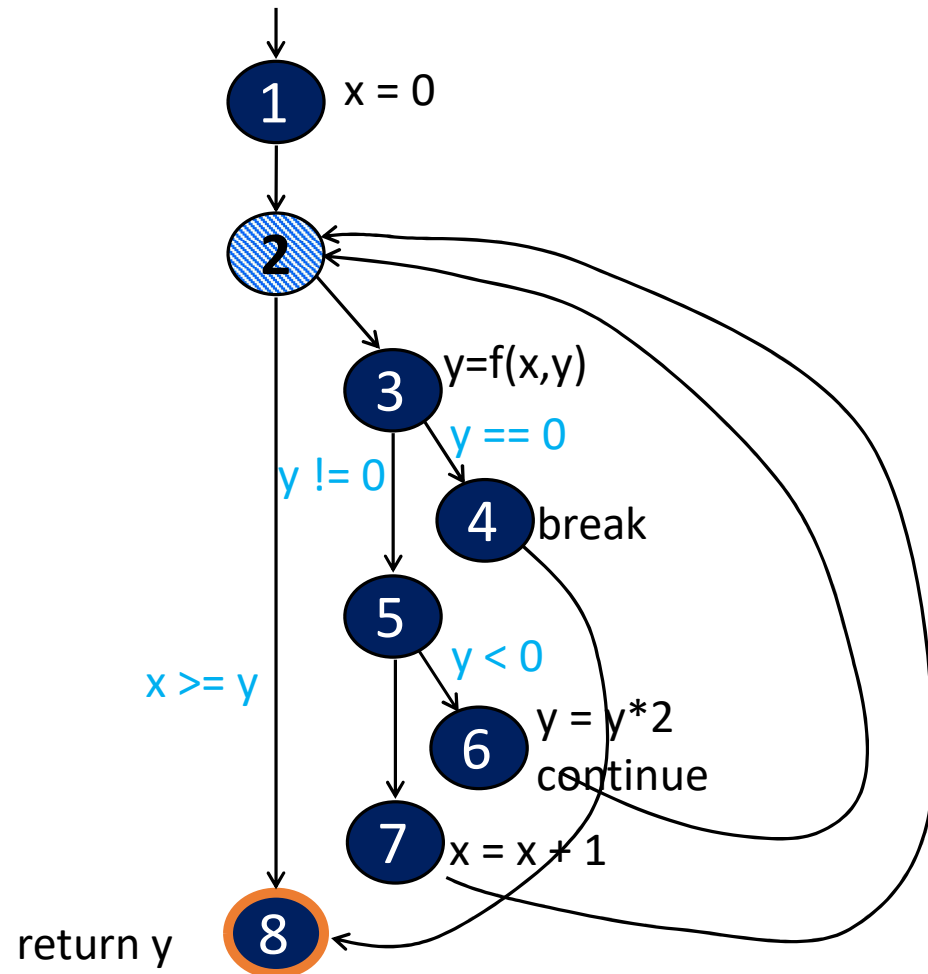 1
x = 0
2
3
y=f(x,y)
y == 0
y != 0
4
break
5
y < 0
x >= y
6
y = y*2
continue
7
x = x + 1
8
return y